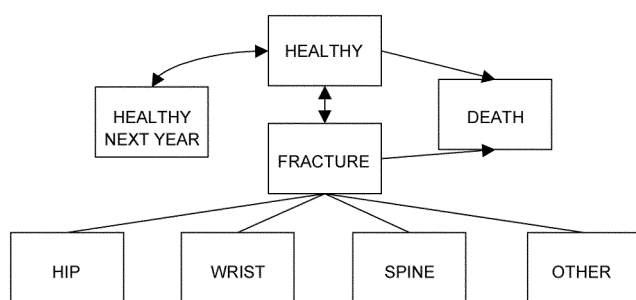 HEALTHY
HEALTHY
NEXT YEAR
DEATH
FRACTURE
HIP
WRIST
SPINE
OTHER